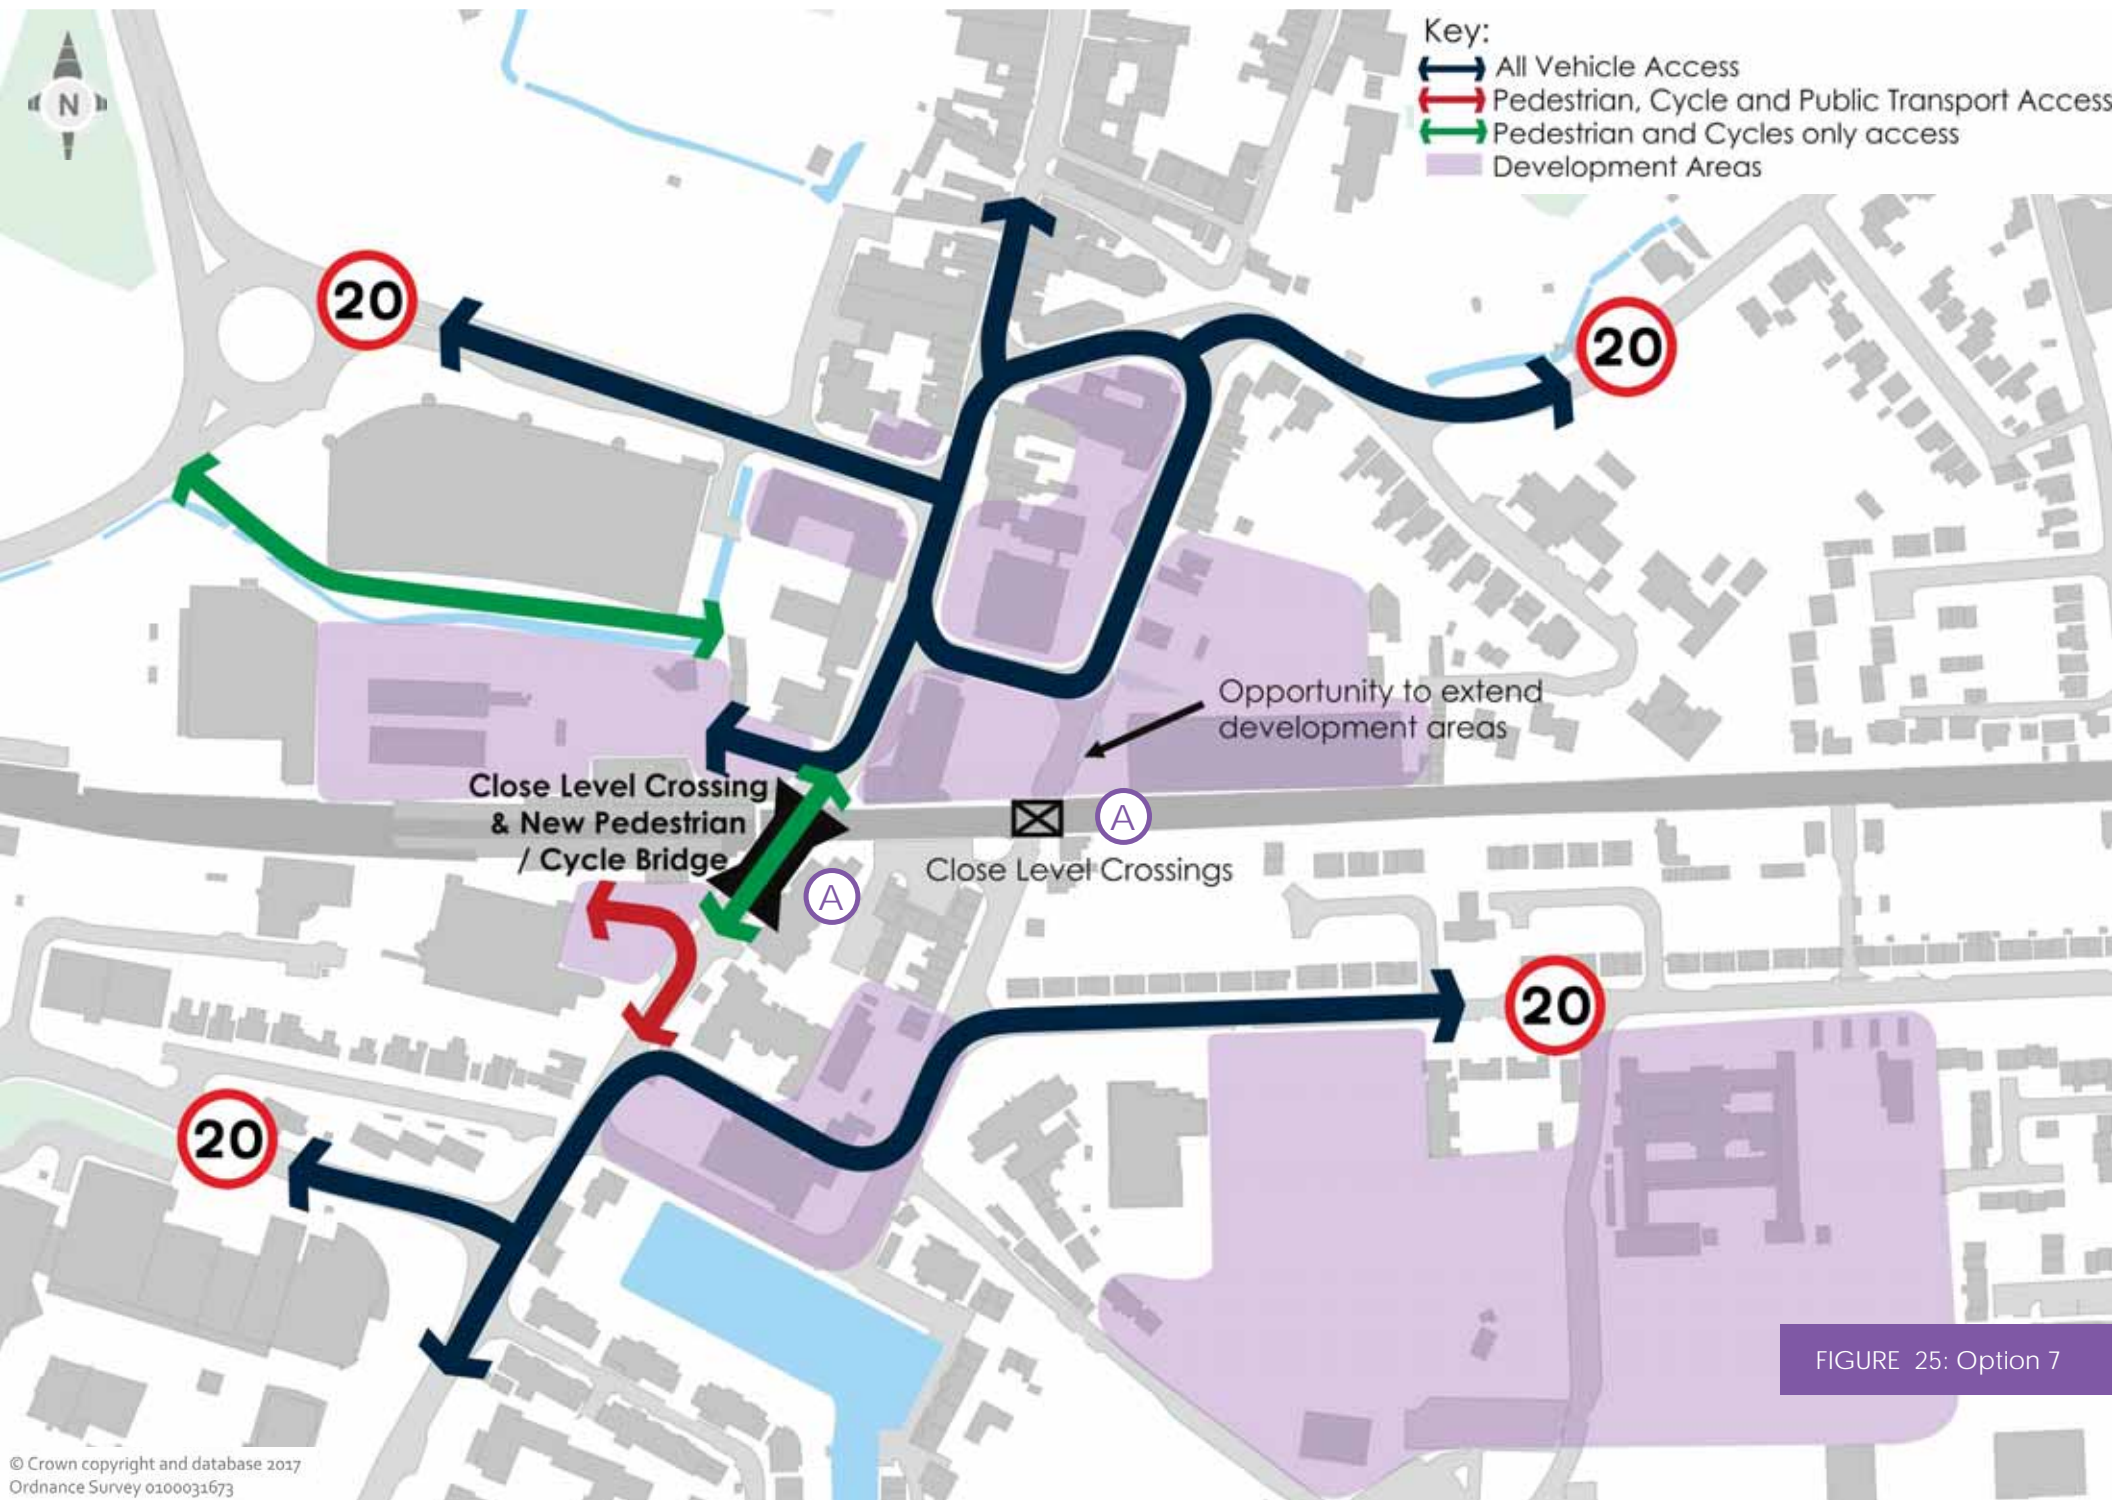 Key:
All Vehicle Access
Pedestrian, Cycle and Public Transport Access
Pedestrian and Cycles only access
Development Areas
N
20
20
Opportunity to extend
development areas
Close Level Crossing
& New Pedestrian
/ Cycle Bridge
A
Close Level Crossings
A
20
20
FIGURE 25: Option 7
© Crown copyright and database 2017
Ordnance Survey 0100031673